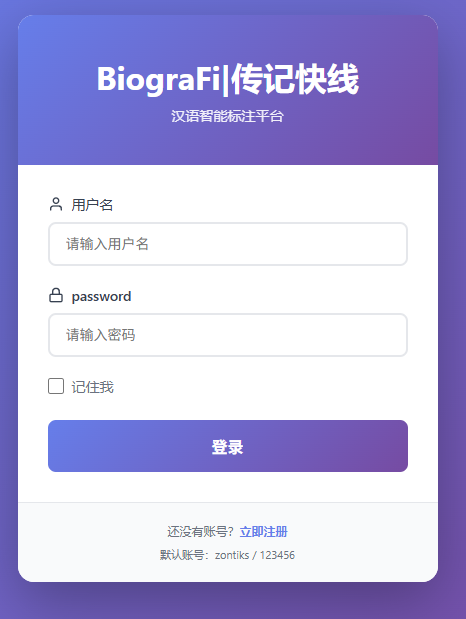 BiograFi|传记快线
汉语智能标注平台
用户名
请输入用户名
password
请输入密码
记住我
登录
还没有账号？立即注册
默认账号：zontiks / 123456